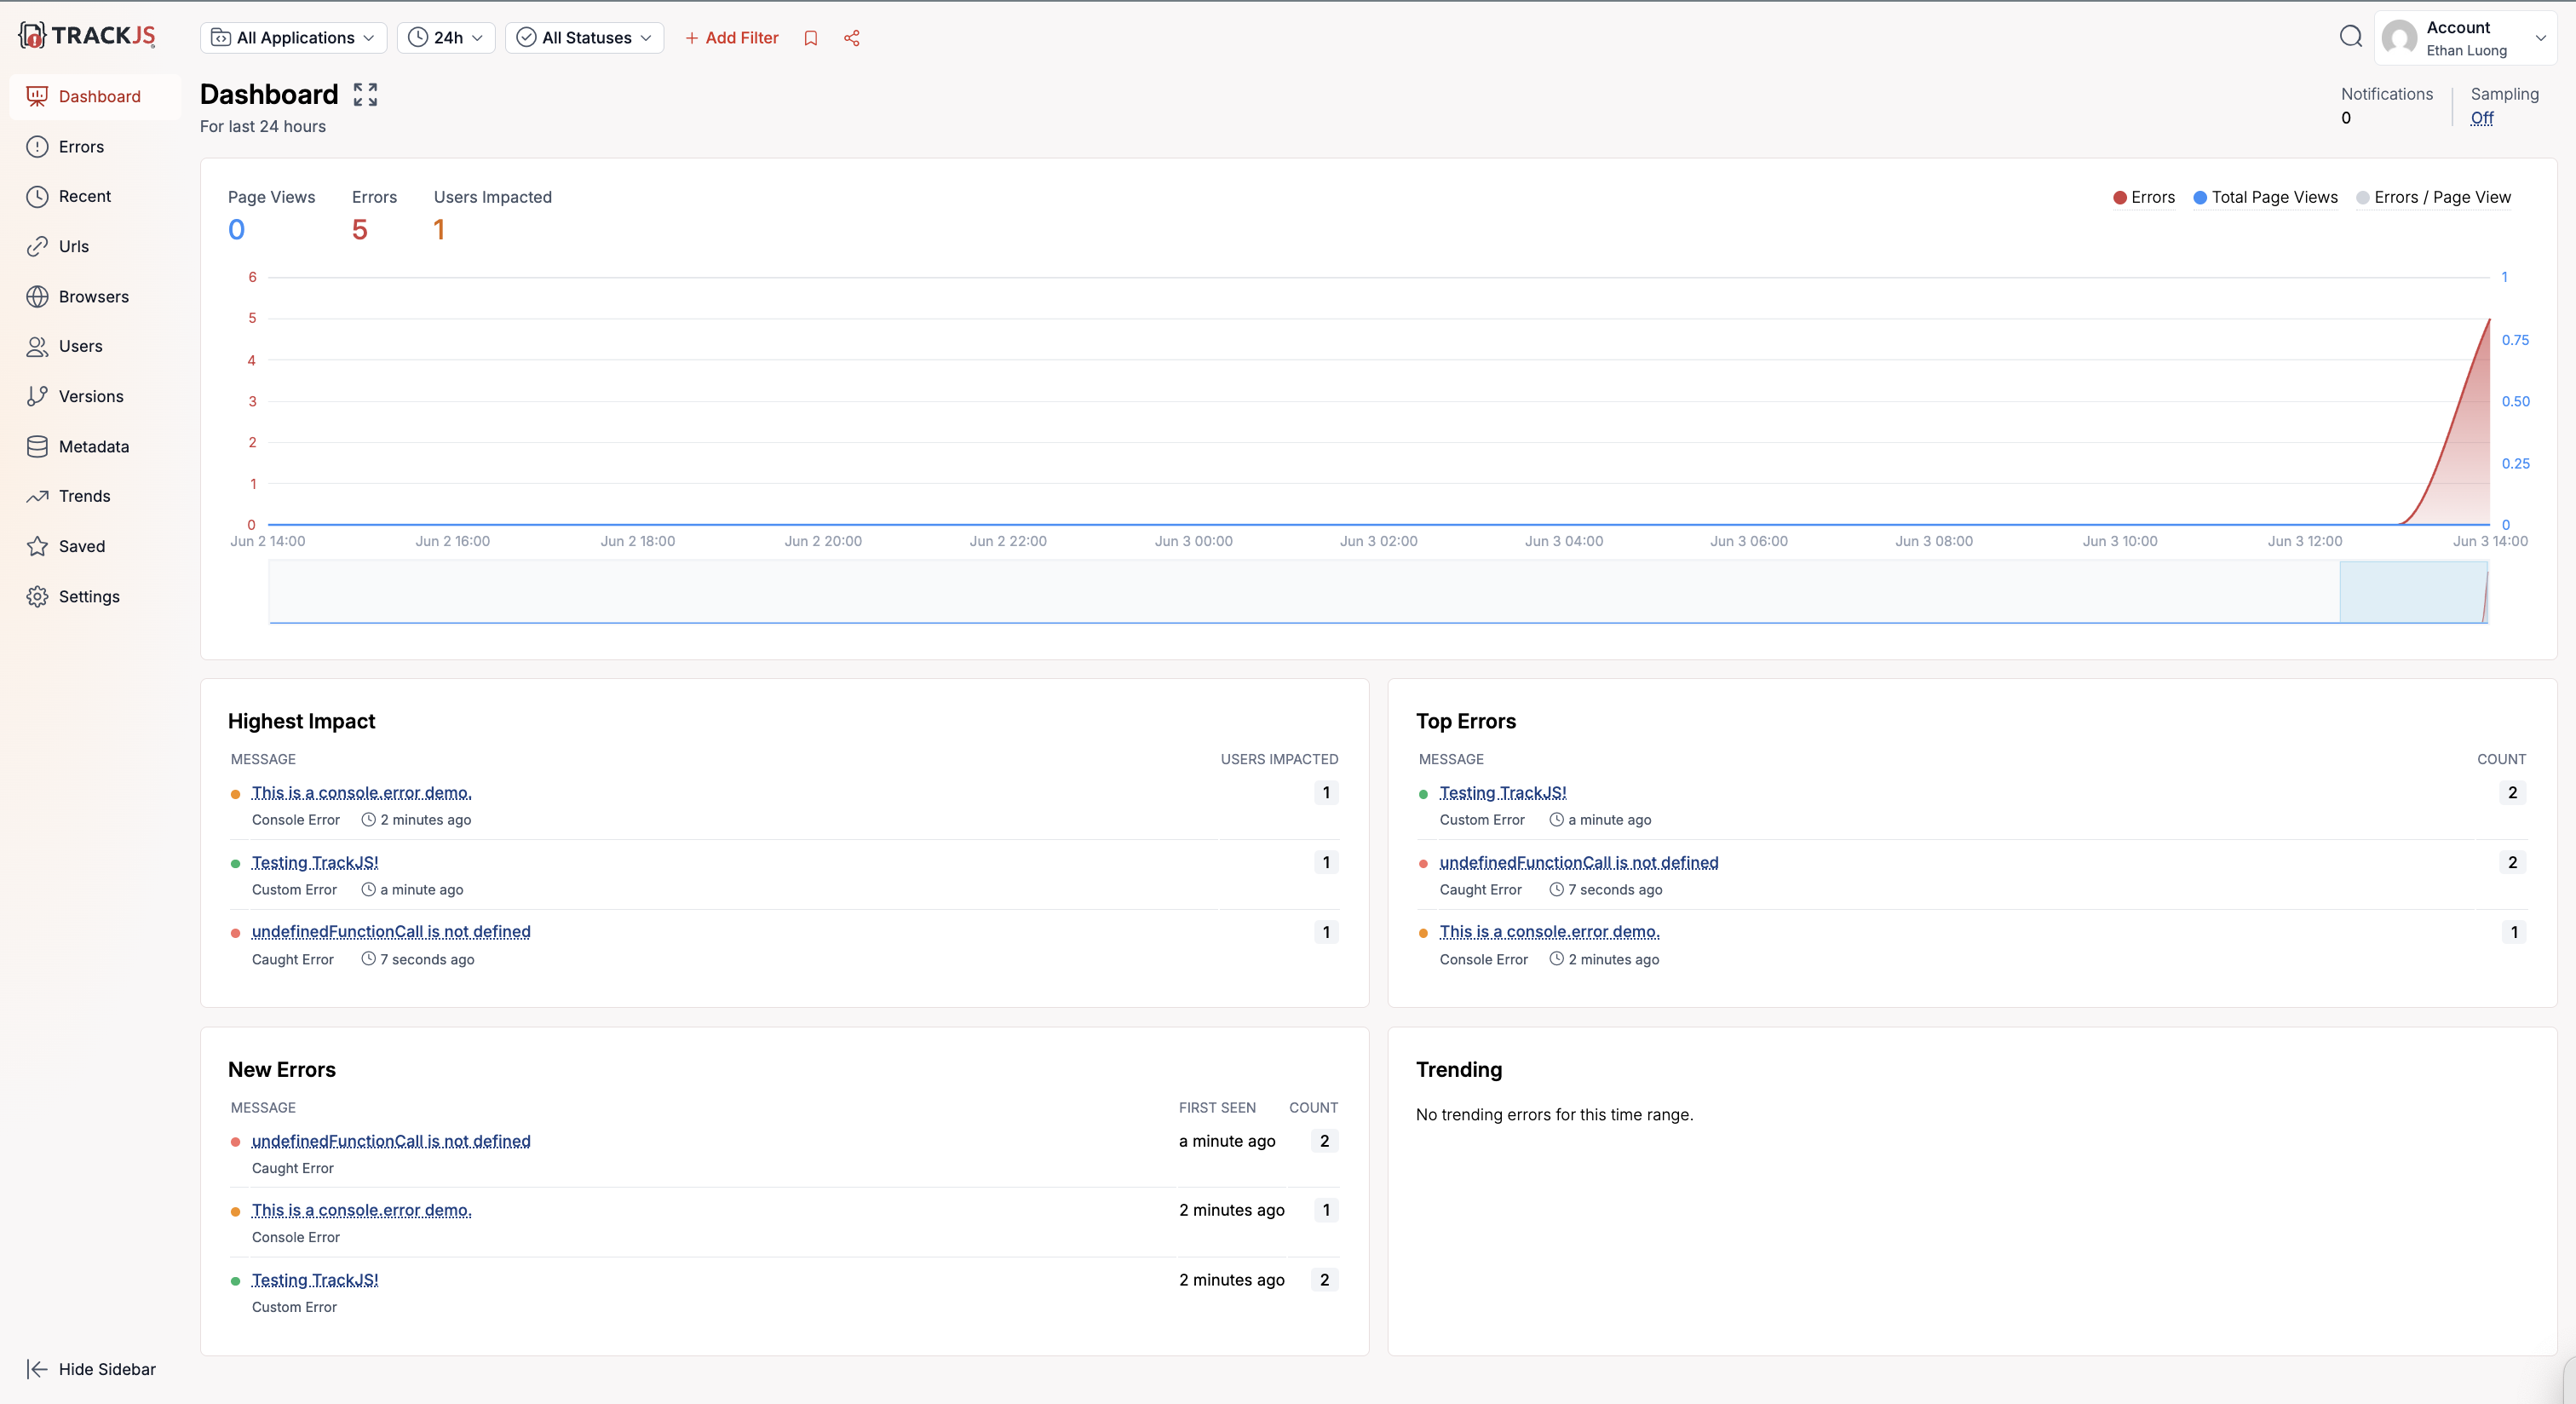 TRACKJS
All Applications
24h
All Statuses
+ Add Filter
Account
Ethan Luong
Dashboard
Errors
Recent
Urls
Browsers
Users
Versions
Metadata
Trends
Saved
Settings
Hide Sidebar
Dashboard
For last 24 hours
Notifications
0
Sampling
Off
Page Views
0
Errors
5
Users Impacted
1
Errors
Total Page Views
Errors / Page View
6
5
4
3
2
1
0
1
0.75
0.50
0.25
0
Jun 2 14:00
Jun 2 16:00
Jun 2 18:00
Jun 2 20:00
Jun 2 22:00
Jun 3 00:00
Jun 3 02:00
Jun 3 04:00
Jun 3 06:00
Jun 3 08:00
Jun 3 10:00
Jun 3 12:00
Jun 3 14:00
Highest Impact
MESSAGE USERS IMPACTED
This is a console.error demo. 1
Console Error 2 minutes ago
Testing TrackJS! 1
Custom Error a minute ago
undefinedFunctionCall is not defined 1
Caught Error 7 seconds ago
Top Errors
MESSAGE COUNT
Testing TrackJS! 2
Custom Error a minute ago
undefinedFunctionCall is not defined 2
Caught Error 7 seconds ago
This is a console.error demo. 1
Console Error 2 minutes ago
New Errors
MESSAGE FIRST SEEN COUNT
undefinedFunctionCall is not defined a minute ago 2
Caught Error
This is a console.error demo. 2 minutes ago 1
Console Error
Testing TrackJS! 2 minutes ago 2
Custom Error
Trending
No trending errors for this time range.